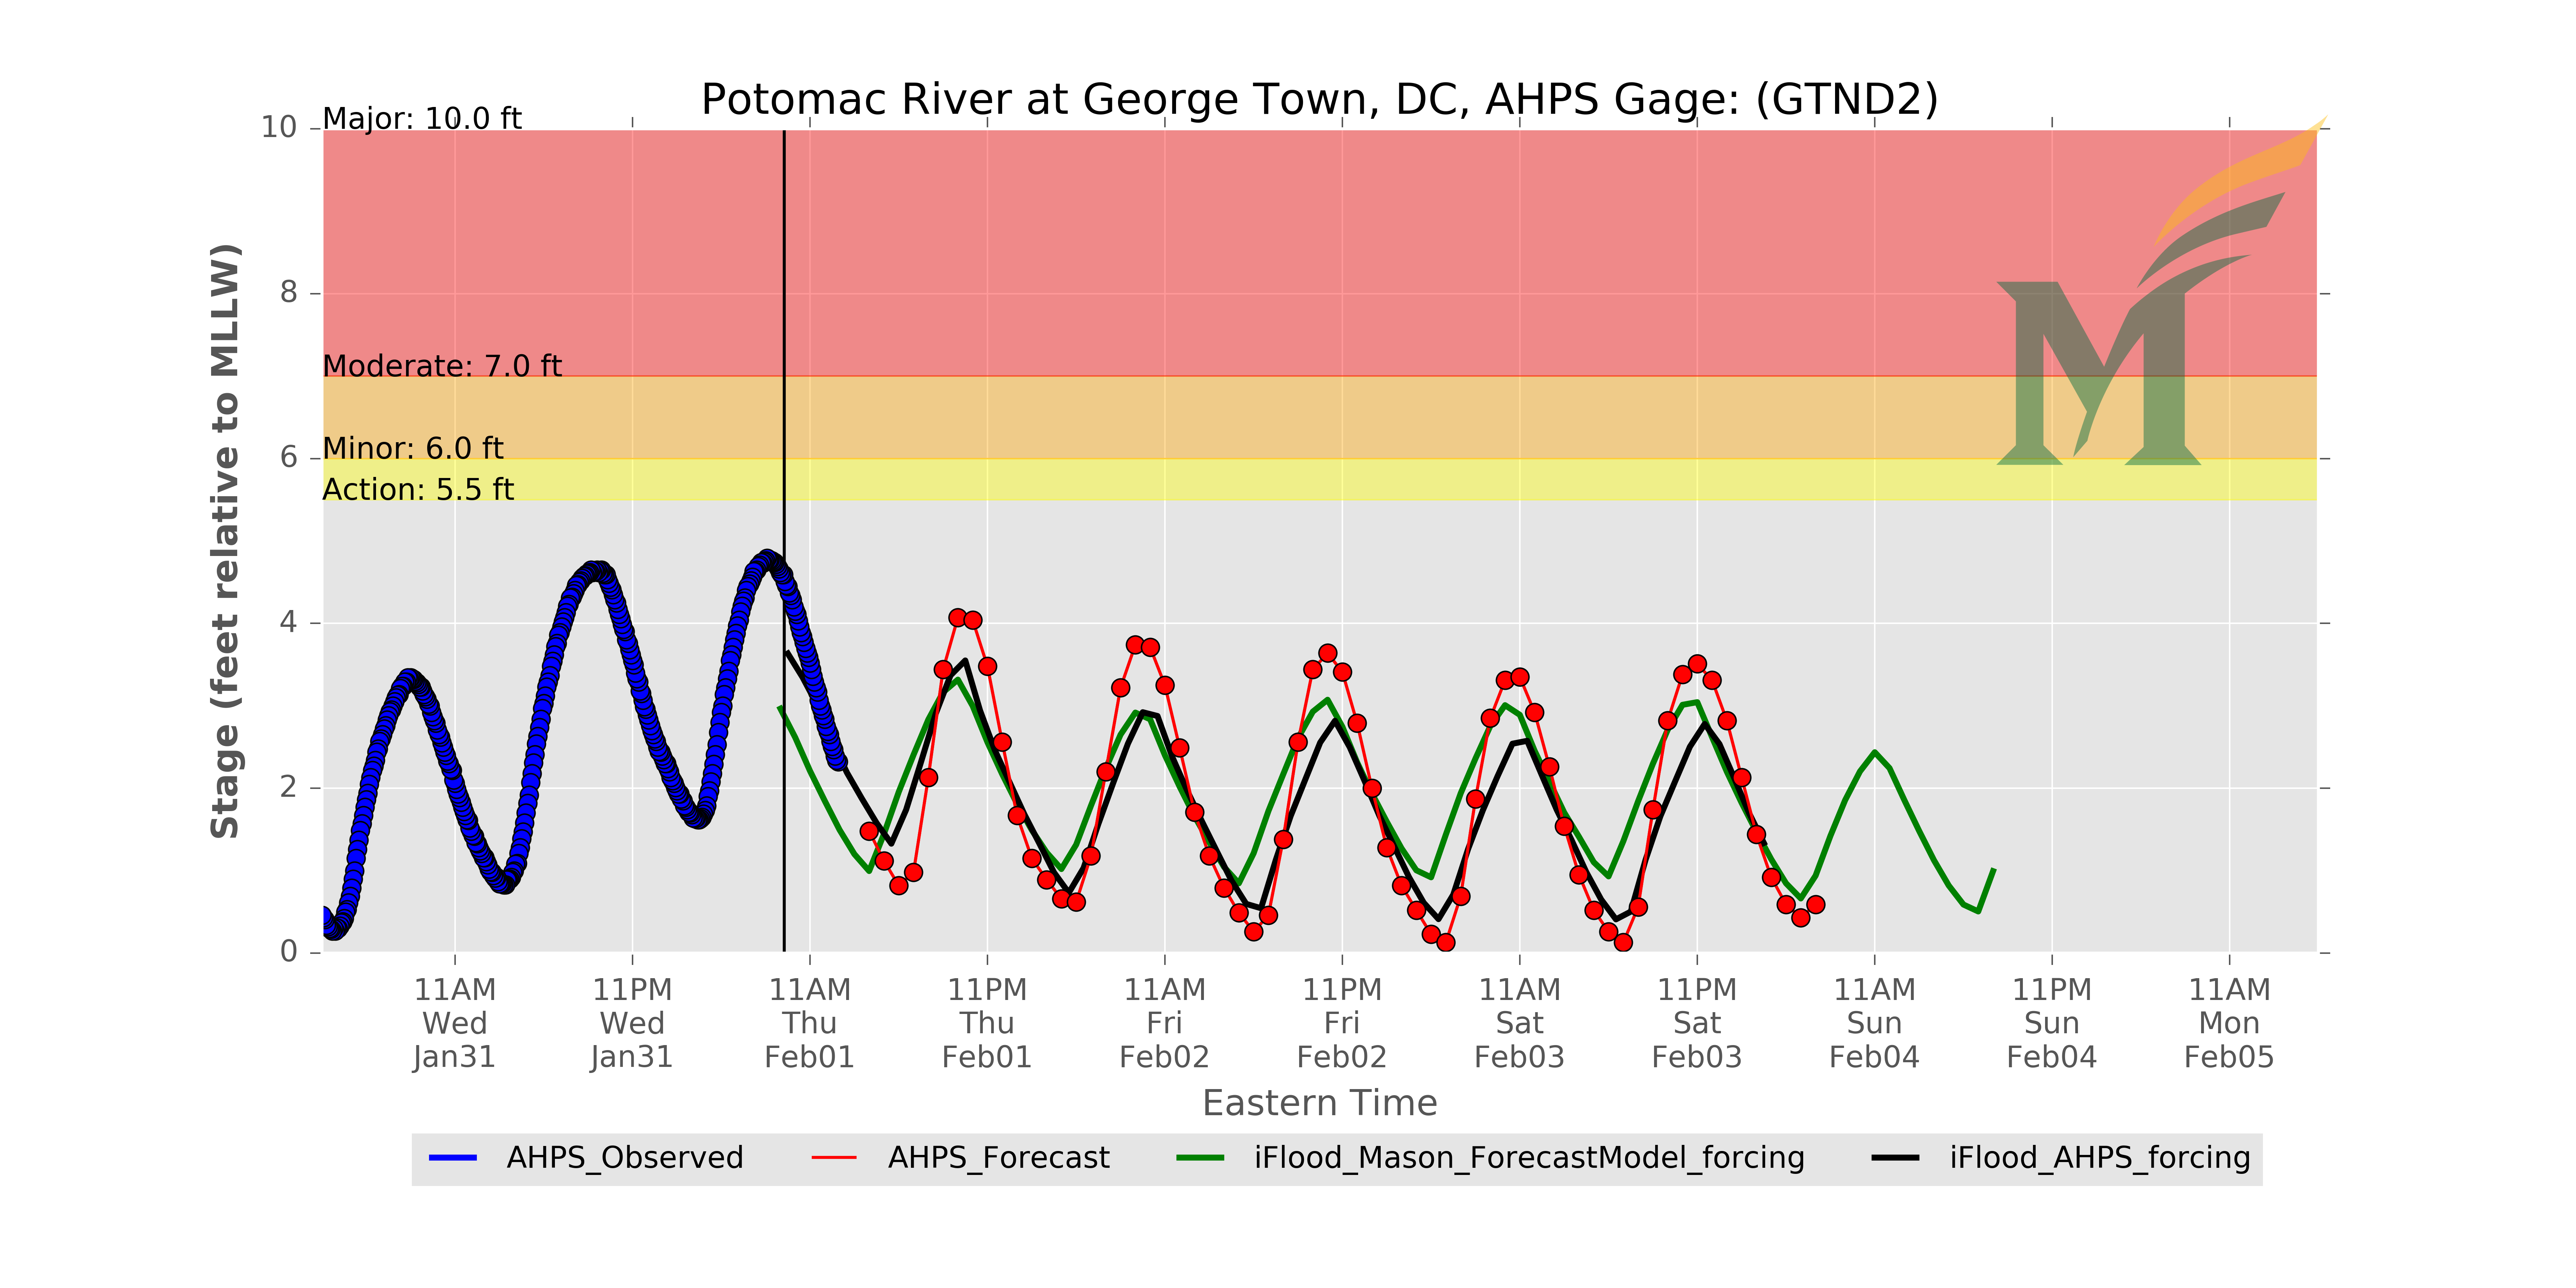 Potomac River at George Town, DC, AHPS Gage: (GTND2)
Major: 10.0 ft
Moderate: 7.0 ft
Minor: 6.0 ft
Action: 5.5 ft
10
8
6
4
2
0
Stage (feet relative to MLLW)
11AM 11PM 11AM 11PM 11AM 11PM 11AM 11PM 11AM 11PM 11AM
Wed Wed Thu Thu Fri Fri Sat Sat Sun Sun Mon
Jan31 Jan31 Feb01 Feb01 Feb02 Feb02 Feb03 Feb03 Feb04 Feb04 Feb05
Eastern Time
AHPS_Observed AHPS_Forecast iFlood_Mason_ForecastModel_forcing iFlood_AHPS_forcing